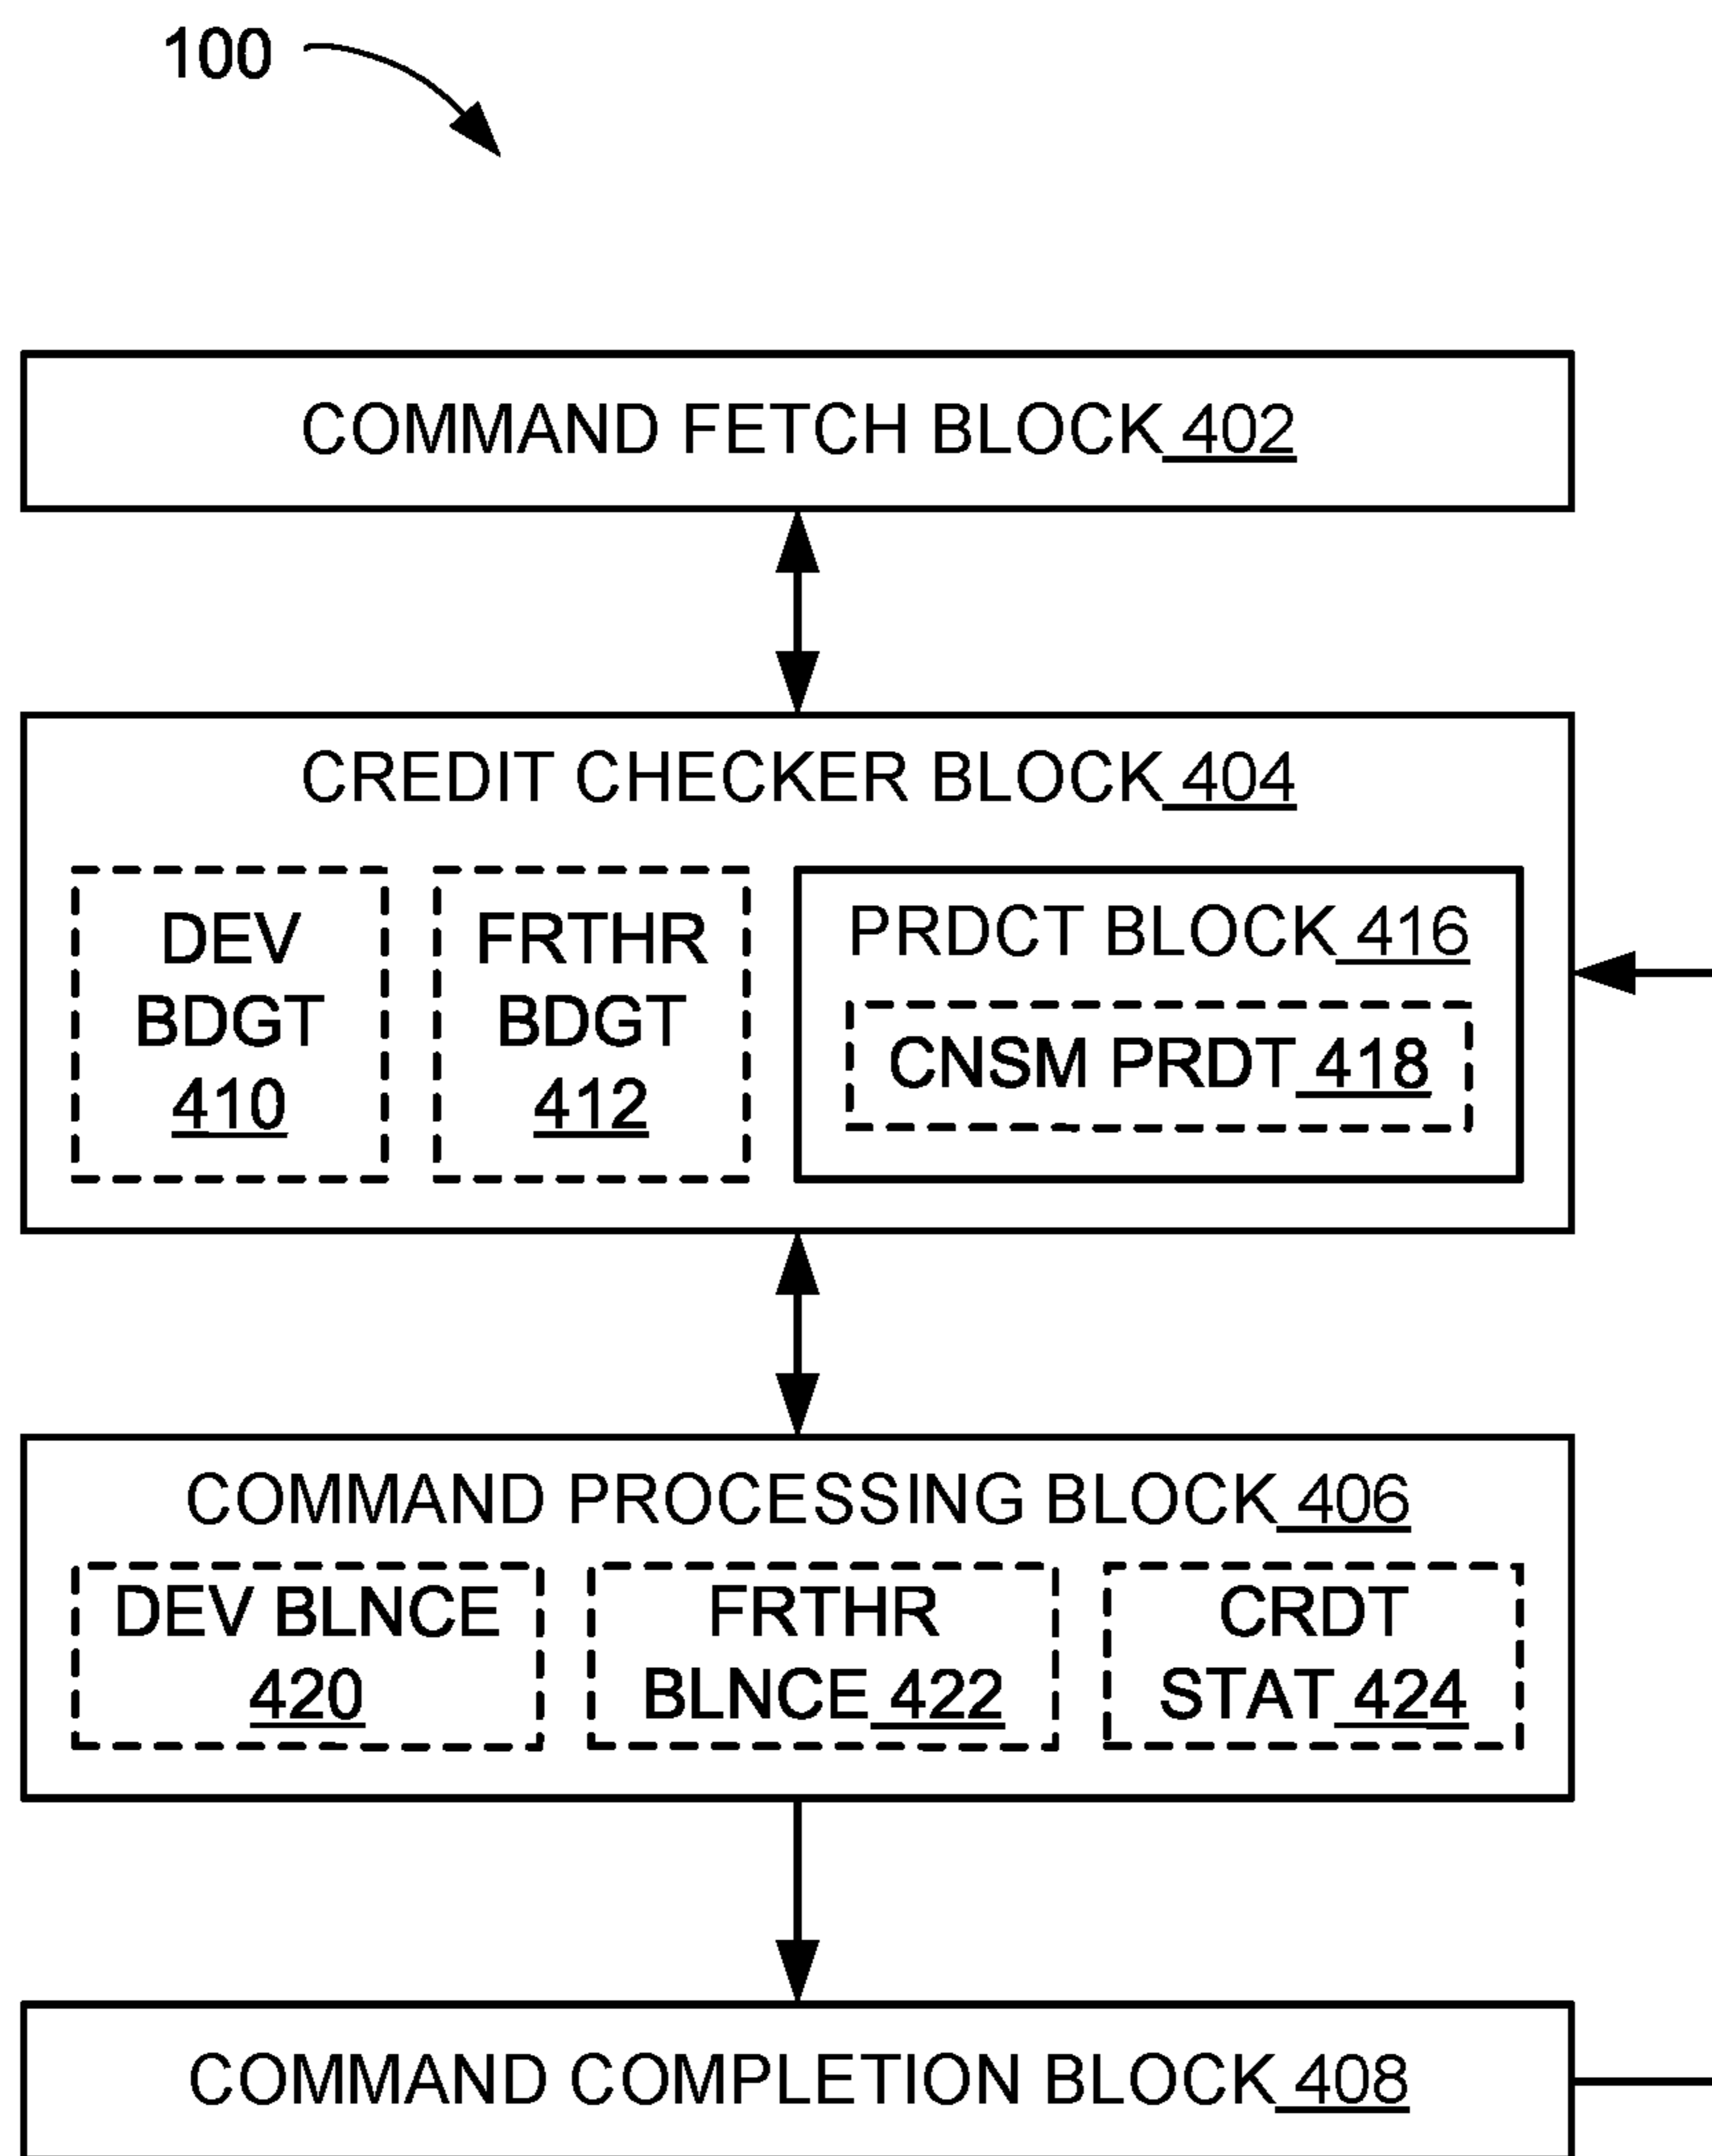 100
COMMAND FETCH BLOCK 402
CREDIT CHECKER BLOCK 404
DEV
BDGT
410
FRTHR
BDGT
412
PRDCT BLOCK 416
CNSM PRDT 418
COMMAND PROCESSING BLOCK 406
DEV BLNCE
420
FRTHR
BLNCE 422
CRDT
STAT 424
COMMAND COMPLETION BLOCK 408